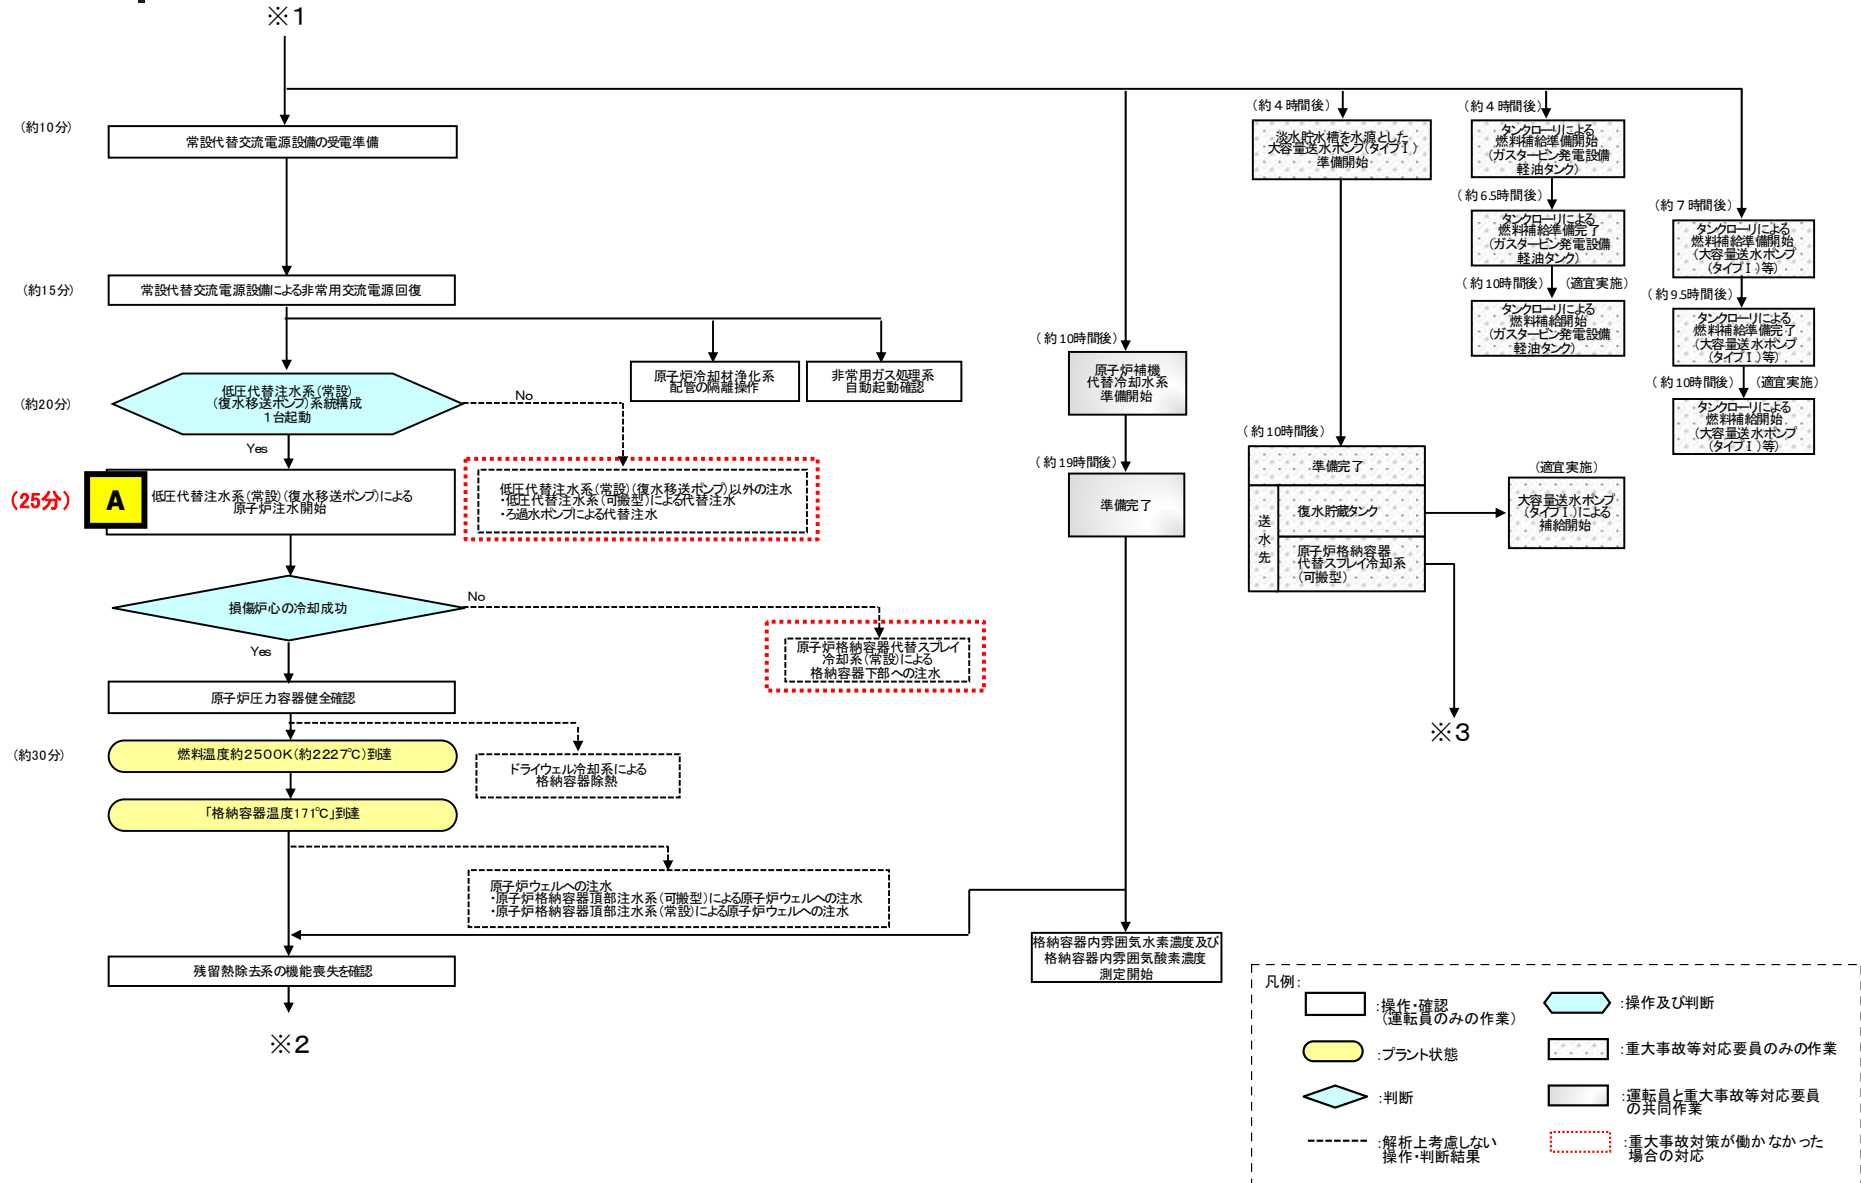 ※1
(約10分)
常設代替交流電源設備の受電準備
(約15分)
常設代替交流電源設備による非常用交流電源回復
原子炉冷却材浄化系
配管の隔離操作
非常用ガス処理系
自動起動確認
(約20分)
低圧代替注水系(常設)
(復水移送ポンプ)系統構成
1台起動
No
Yes
(25分)
A
低圧代替注水系(常設)(復水移送ポンプ)による
原子炉注水開始
低圧代替注水系(常設)(復水移送ポンプ)以外の注水
・低圧代替注水系(可搬型)による代替注水
・ろ過水ポンプによる代替注水
損傷炉心の冷却成功
No
Yes
原子炉格納容器代替スプレイ
冷却系(常設)による
格納容器下部への注水
原子炉圧力容器健全確認
(約30分)
燃料温度約2500K(約2227℃)到達
ドライウェル冷却系による
格納容器除熱
「格納容器温度171℃」到達
原子炉ウェルへの注水
・原子炉格納容器頂部注水系(可搬型)による原子炉ウェルへの注水
・原子炉格納容器頂部注水系(常設)による原子炉ウェルへの注水
残留熱除去系の機能喪失を確認
※2
(約10時間後)
原子炉補機
代替冷却水系
準備開始
(約19時間後)
準備完了
格納容器内雰囲気水素濃度及び
格納容器内雰囲気酸素濃度
測定開始
(約4時間後)
淡水貯水槽を水源とした
大容量送水ポンプ(タイプⅠ)
準備開始
(約10時間後)
準備完了
送水先
復水貯蔵タンク
原子炉格納容器
代替スプレイ冷却系
(可搬型)
(適宜実施)
大容量送水ポンプ
(タイプⅠ)による
補給開始
※3
(約4時間後)
タンクローリによる
燃料補給準備開始
(ガスタービン発電設備
軽油タンク)
(約6.5時間後)
タンクローリによる
燃料補給準備完了
(ガスタービン発電設備
軽油タンク)
(約10時間後) (適宜実施)
タンクローリによる
燃料補給開始
(ガスタービン発電設備
軽油タンク)
(約7時間後)
タンクローリによる
燃料補給準備開始
(大容量送水ポンプ
(タイプⅠ)等)
(約9.5時間後)
タンクローリによる
燃料補給準備完了
(大容量送水ポンプ
(タイプⅠ)等)
(約10時間後) (適宜実施)
タンクローリによる
燃料補給開始
(大容量送水ポンプ
(タイプⅠ)等)
凡例:
:操作・確認
(運転員のみの作業)
:操作及び判断
:プラント状態
:重大事故等対応要員のみの作業
:判断
:運転員と重大事故等対応要員
の共同作業
:解析上考慮しない
操作・判断結果
:重大事故対策が働かなかった
場合の対応